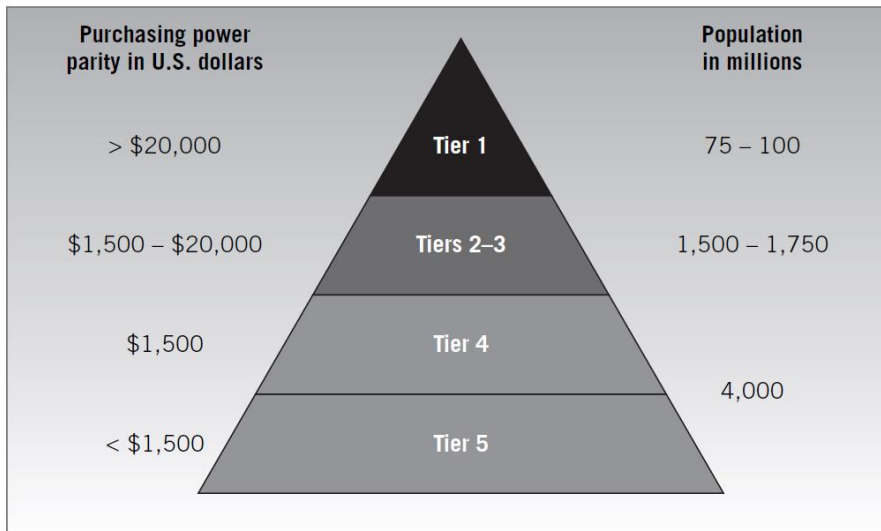 Purchasing power
parity in U.S. dollars
Population
in millions
> $20,000
Tier 1
75 – 100
$1,500 – $20,000
Tiers 2–3
1,500 – 1,750
$1,500
Tier 4
4,000
< $1,500
Tier 5